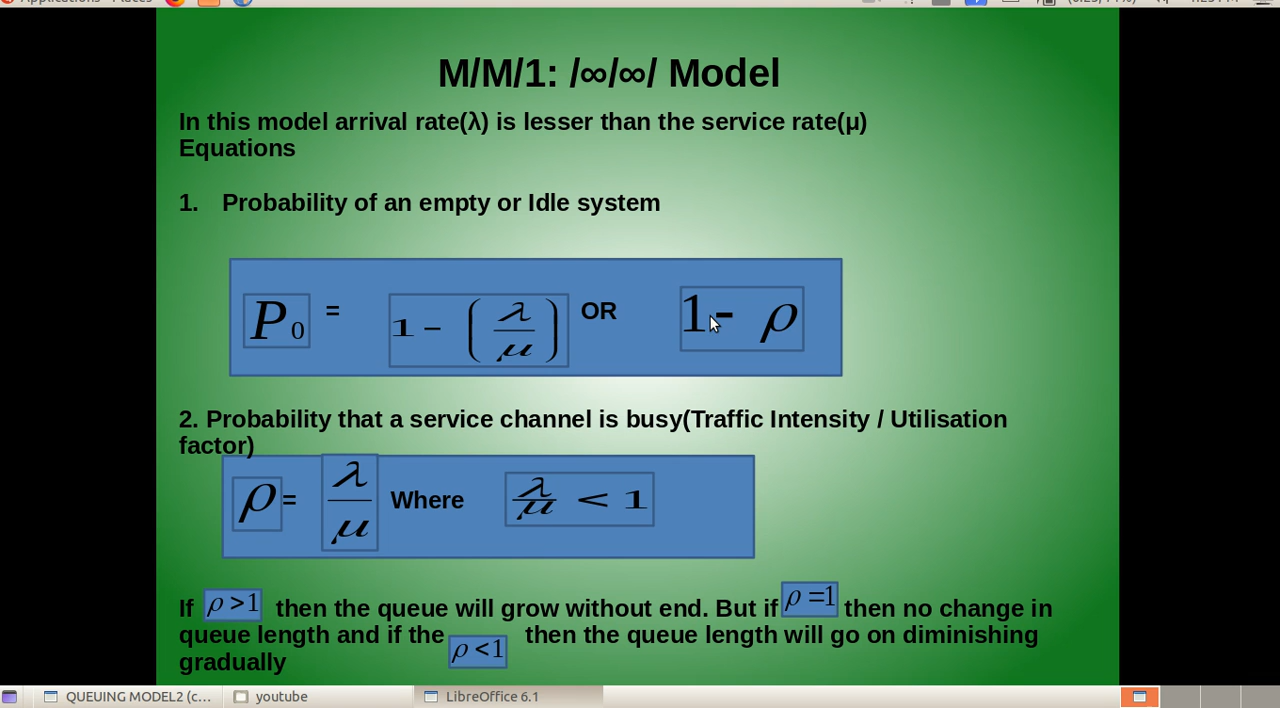 M/M/1: /∞/∞/ Model
In this model arrival rate(λ) is lesser than the service rate(μ)
Equations
1. Probability of an empty or Idle system
P0 = 1 − (λ/μ) OR 1 - ρ
2. Probability that a service channel is busy(Traffic Intensity / Utilisation
factor)
ρ = λ/μ Where λ/μ < 1
If ρ >1 then the queue will grow without end. But if ρ =1 then no change in
queue length and if the ρ <1 then the queue length will go on diminishing
gradually
QUEUING MODEL2 (c... youtube LibreOffice 6.1